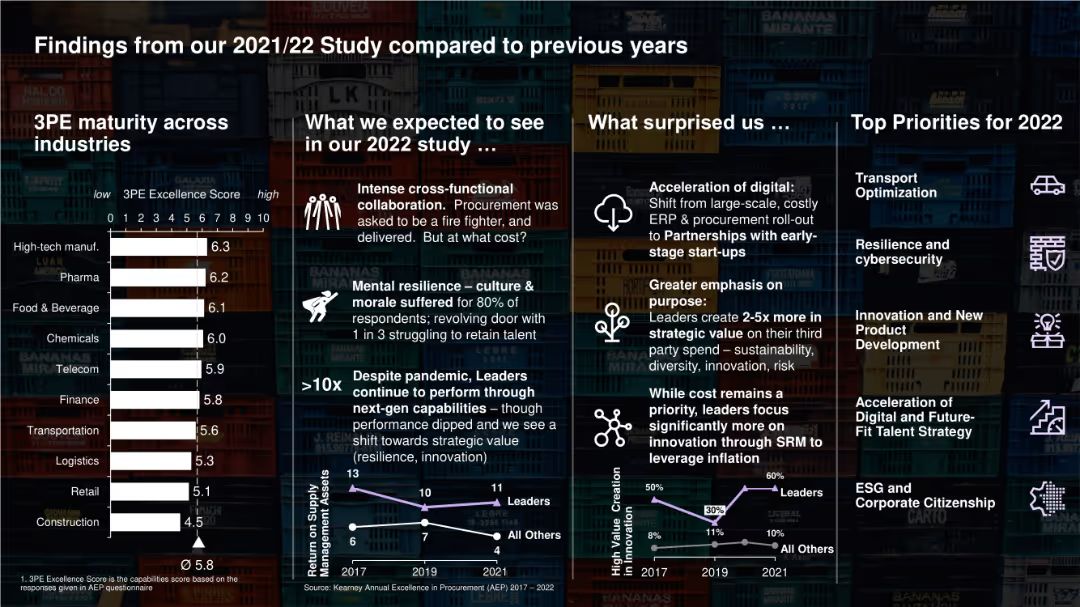 Findings from our 2021/22 Study compared to previous years
3PE maturity across
industries
low 3PE Excellence Score high
0 1 2 3 4 5 6 7 8 9 10
High-tech manuf. 6.3
Pharma 6.2
Food & Beverage 6.1
Chemicals 6.0
Telecom 5.9
Finance 5.8
Transportation 5.6
Logistics 5.3
Retail 5.1
Construction 4.5
Ø 5.8
1. 3PE Excellence Score is the capabilities score based on the
responses given in AEP questionnaire
What we expected to see
in our 2022 study …
Intense cross-functional
collaboration. Procurement was
asked to be a fire fighter, and
delivered. But at what cost?
Mental resilience – culture &
morale suffered for 80% of
respondents; revolving door with
1 in 3 struggling to retain talent
>10x
Despite pandemic, Leaders
continue to perform through
next-gen capabilities – though
performance dipped and we see a
shift towards strategic value
(resilience, innovation)
Return on Supply
Management Assets
13
10
11
Leaders
6
7
4
All Others
2017 2019 2021
Source: Kearney Annual Excellence in Procurement (AEP) 2017 – 2022
What surprised us …
Acceleration of digital:
Shift from large-scale, costly
ERP & procurement roll-out
to Partnerships with early-
stage start-ups
Greater emphasis on
purpose:
Leaders create 2-5x more in
strategic value on their third
party spend – sustainability,
diversity, innovation, risk
While cost remains a
priority, leaders focus
significantly more on
innovation through SRM to
leverage inflation
High Value Creation
in Innovation
50%
30%
60%
Leaders
8%
11%
10%
All Others
2017 2019 2021
Top Priorities for 2022
Transport
Optimization
Resilience and
cybersecurity
Innovation and New
Product
Development
Acceleration of
Digital and Future-
Fit Talent Strategy
ESG and
Corporate Citizenship